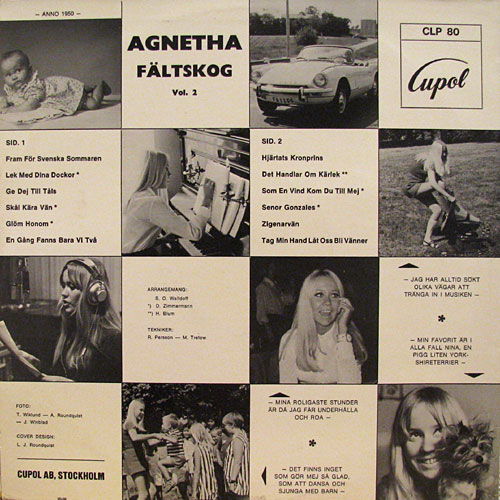 — ANNO 1950 —
AGNETHA
FÄLTSKOG
Vol. 2
CLP 80
Cupol
SID. 1
Fram För Svenska Sommaren
Lek Med Dina Dockor *
Ge Dej Till Tåls
Skål Kära Vän *
Glöm Honom *
En Gång Fanns Bara Vi Två
SID. 2
Hjärtats Kronprins
Det Handlar Om Kärlek **
Som En Vind Kom Du Till Mej *
Senor Gonzales *
Zigenarvän
Tag Min Hand Låt Oss Bli Vänner
ARRANGEMANG:
S. O. Walldoff
*) D. Zimmermann
**) H. Blum
TEKNIKER:
R. Persson — M. Tretow
— JAG HAR ALLTID SÖKT
OLIKA VÄGAR ATT
TRÄNGA IN I MUSIKEN —
*
— MIN FAVORIT ÄR I
ALLA FALL NINA, EN
PIGG LITEN YORK-
SHIRETERRIER —
FOTO:
T. Wiklund — A. Roundquist
— J. Winblad
COVER DESIGN:
L. J. Roundquist
CUPOL AB, STOCKHOLM
— MINA ROLIGASTE STUNDER
ÄR DÅ JAG FÅR UNDERHÅLLA
OCH ROA —
*
— DET FINNS INGET
SOM GÖR MEJ SÅ GLAD,
SOM ATT DANSA OCH
SJUNGA MED BARN —